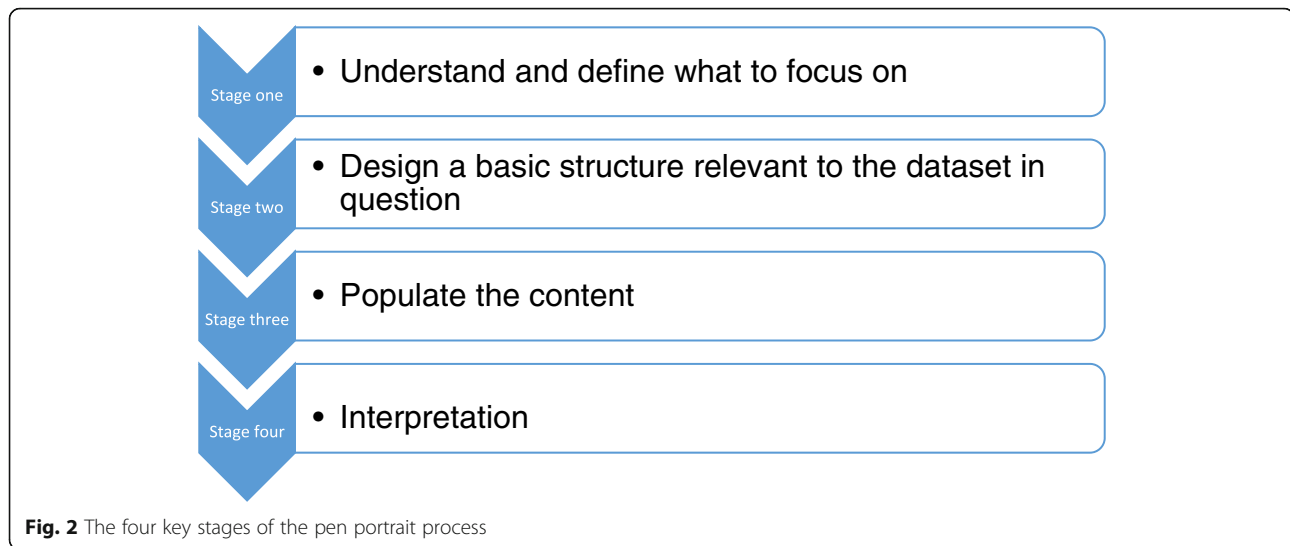 Stage one
• Understand and define what to focus on
Stage two
• Design a basic structure relevant to the dataset in
question
Stage three
• Populate the content
Stage four
• Interpretation
Fig. 2 The four key stages of the pen portrait process